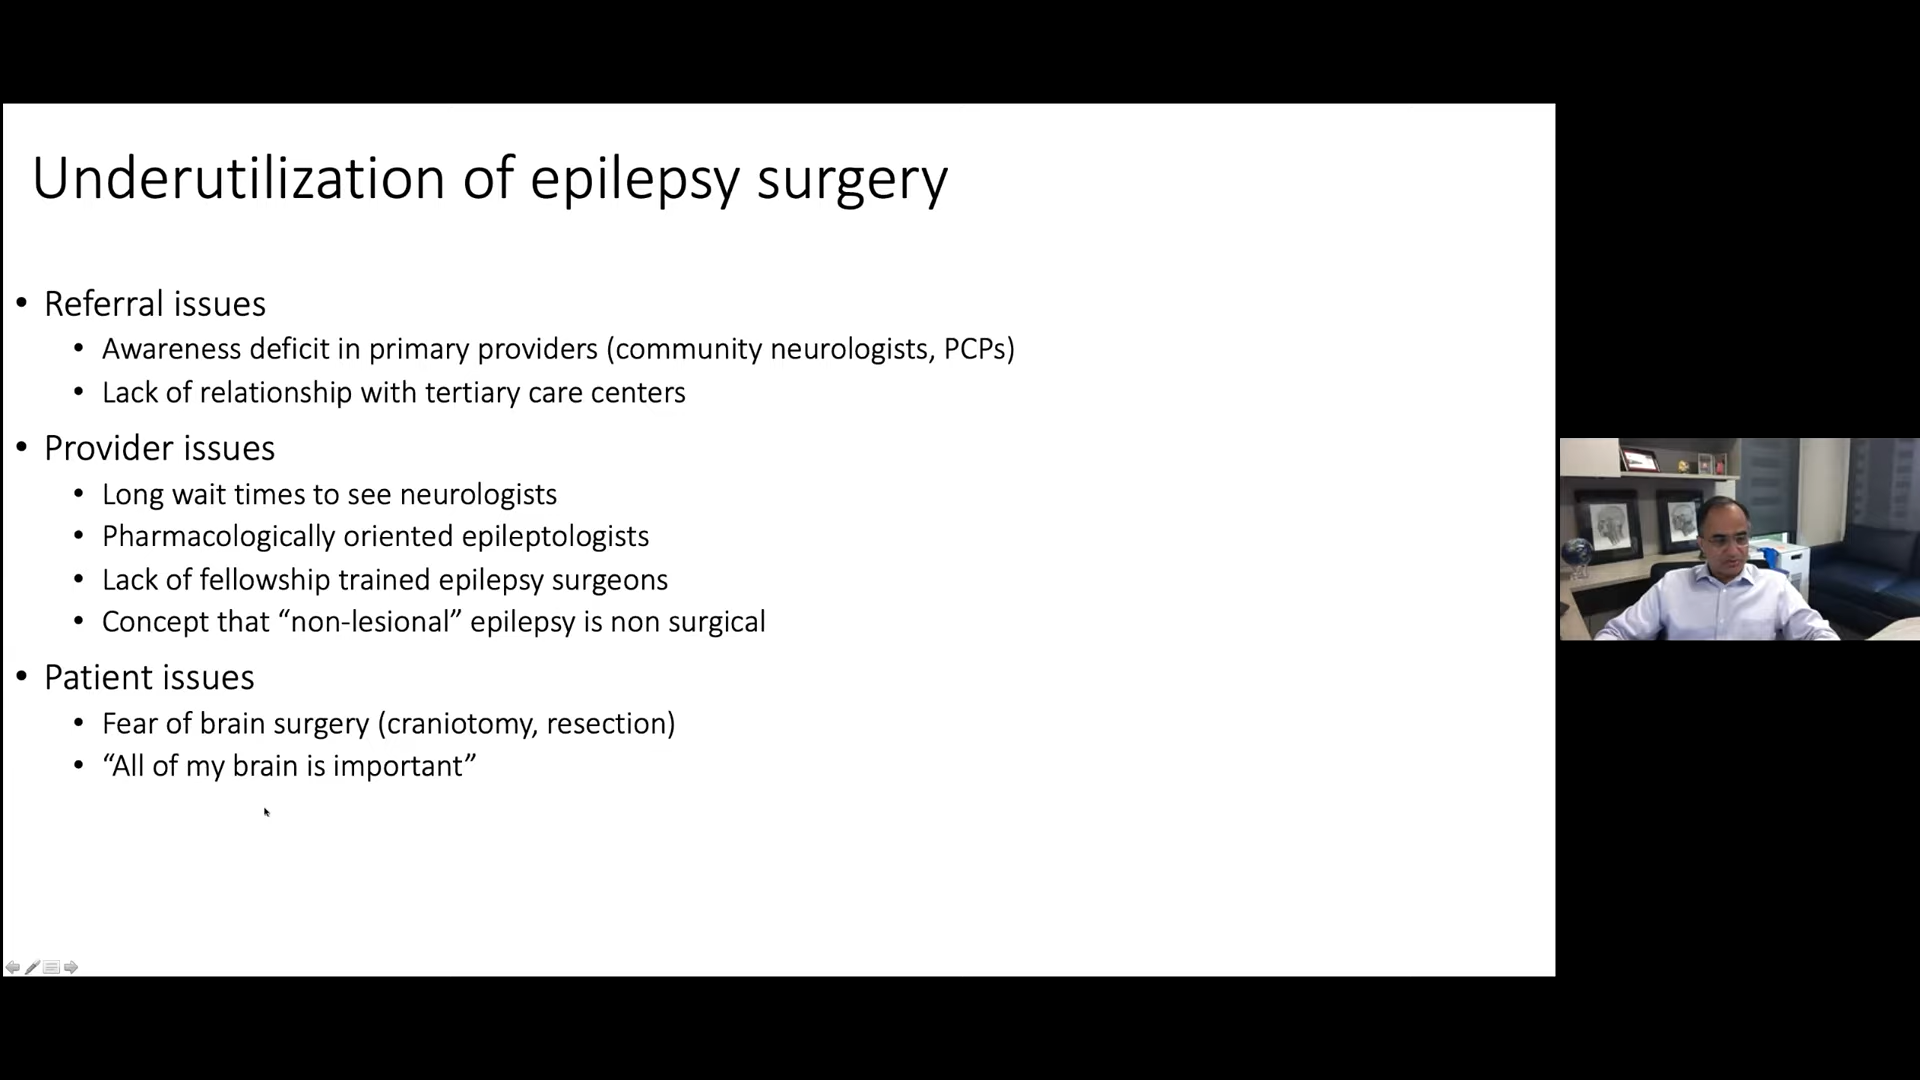 Underutilization of epilepsy surgery
• Referral issues
• Awareness deficit in primary providers (community neurologists, PCPs)
• Lack of relationship with tertiary care centers
• Provider issues
• Long wait times to see neurologists
• Pharmacologically oriented epileptologists
• Lack of fellowship trained epilepsy surgeons
• Concept that “non-lesional” epilepsy is non surgical
• Patient issues
• Fear of brain surgery (craniotomy, resection)
• “All of my brain is important”